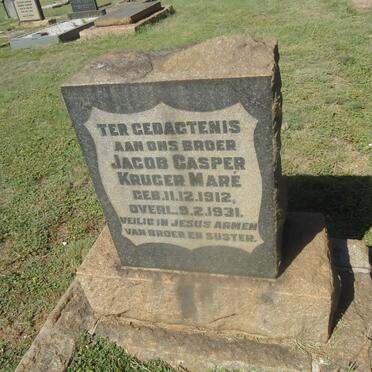 TER GEDAGTENIS
AAN ONS BROER
JACOB CASPER
KRUGER MARÉ
GEB. 11.12.1912,
OVERL. 9.2.1931.
VEILIG IN JESUS ARMEN
VAN BROER EN SUSTER.